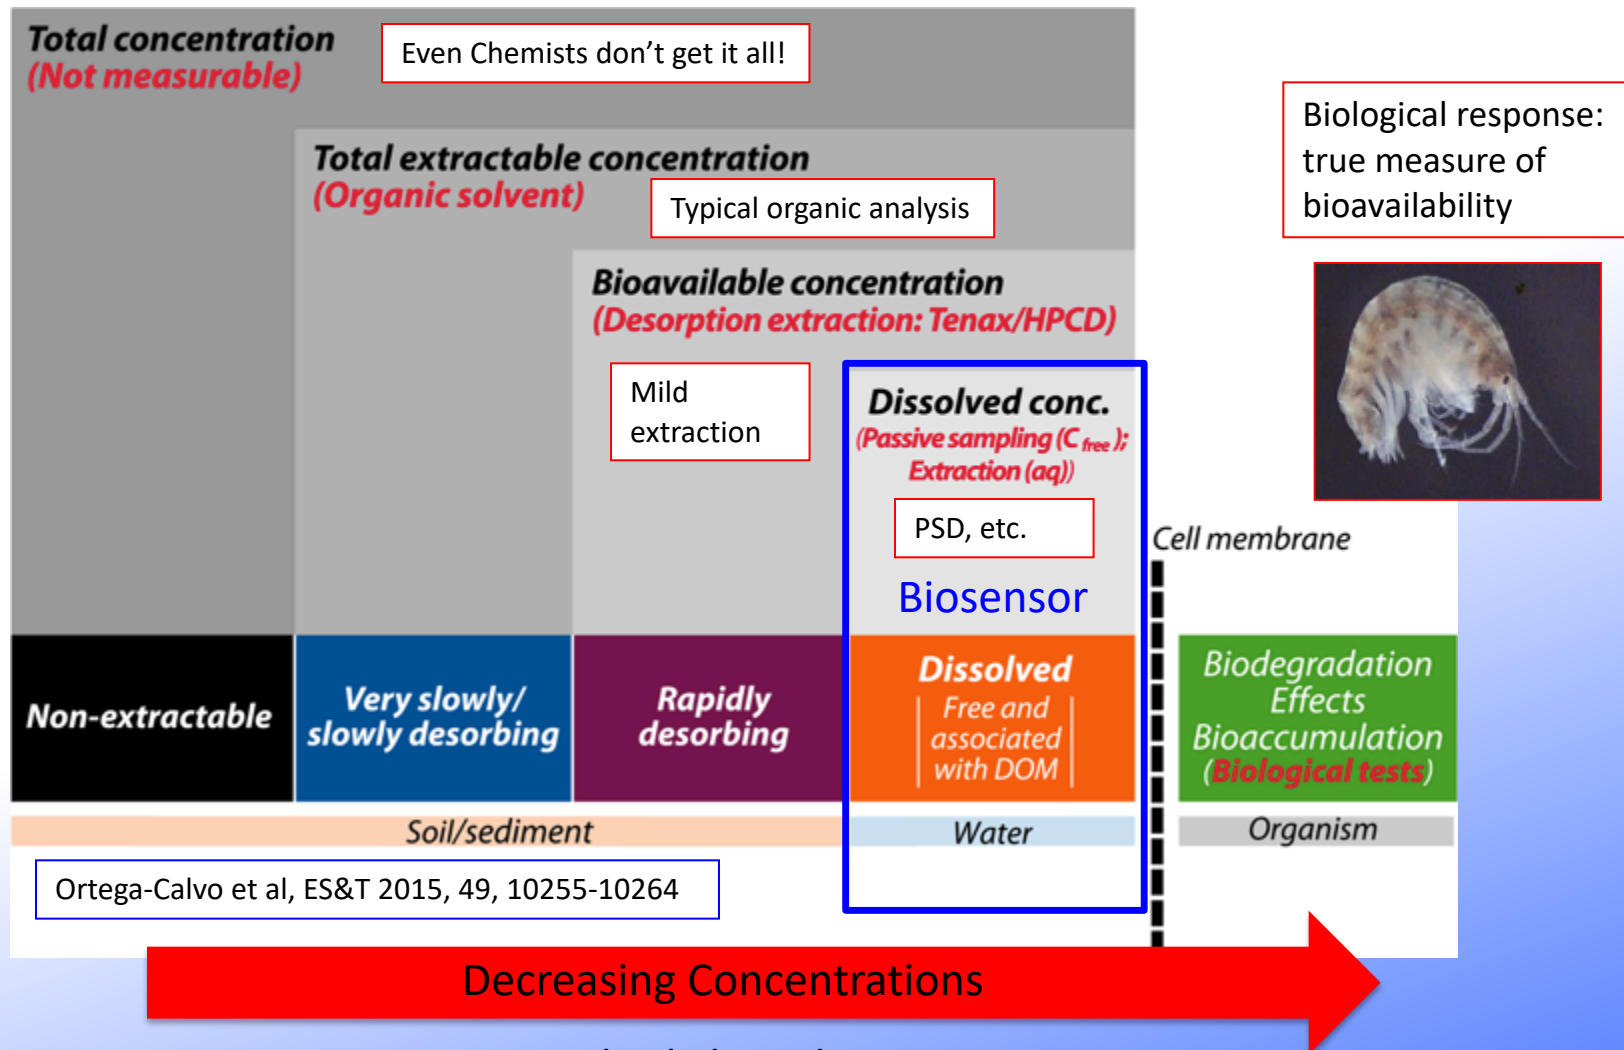 Total concentration
(Not measurable)
Even Chemists don't get it all!
Total extractable concentration
(Organic solvent)
Typical organic analysis
Bioavailable concentration
(Desorption extraction: Tenax/HPCD)
Mild
extraction
Dissolved conc.
(Passive sampling (C free );
Extraction (aq))
PSD, etc.
Biosensor
Biological response:
true measure of
bioavailability
Cell membrane
Non-extractable
Very slowly/
slowly desorbing
Rapidly
desorbing
Dissolved
Free and
associated
with DOM
Biodegradation
Effects
Bioaccumulation
(Biological tests)
Soil/sediment
Water
Organism
Ortega-Calvo et al, ES&T 2015, 49, 10255-10264
Decreasing Concentrations